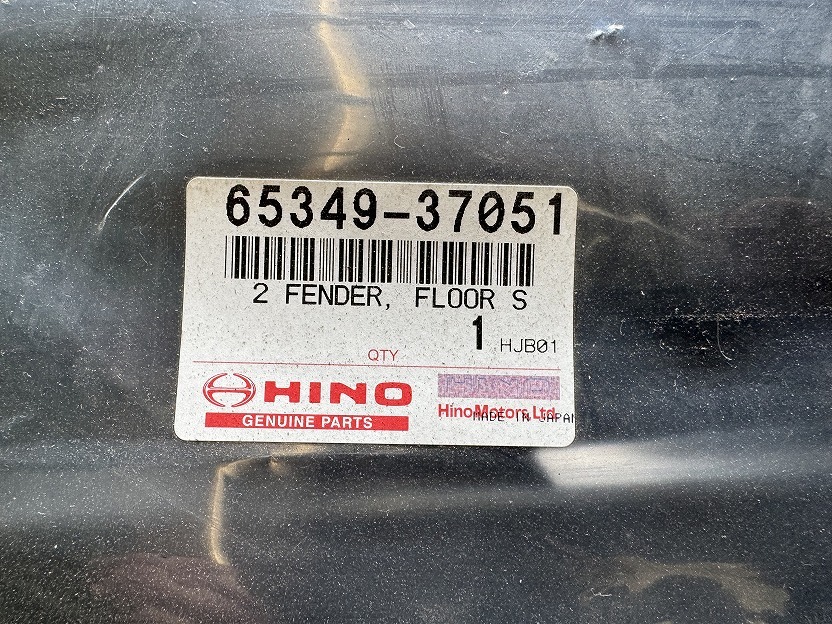 65349-37051
2 FENDER, FLOOR S
1 HJB01
QTY
HINO
GENUINE PARTS
Hino Motors, Ltd.
MADE IN JAPAN